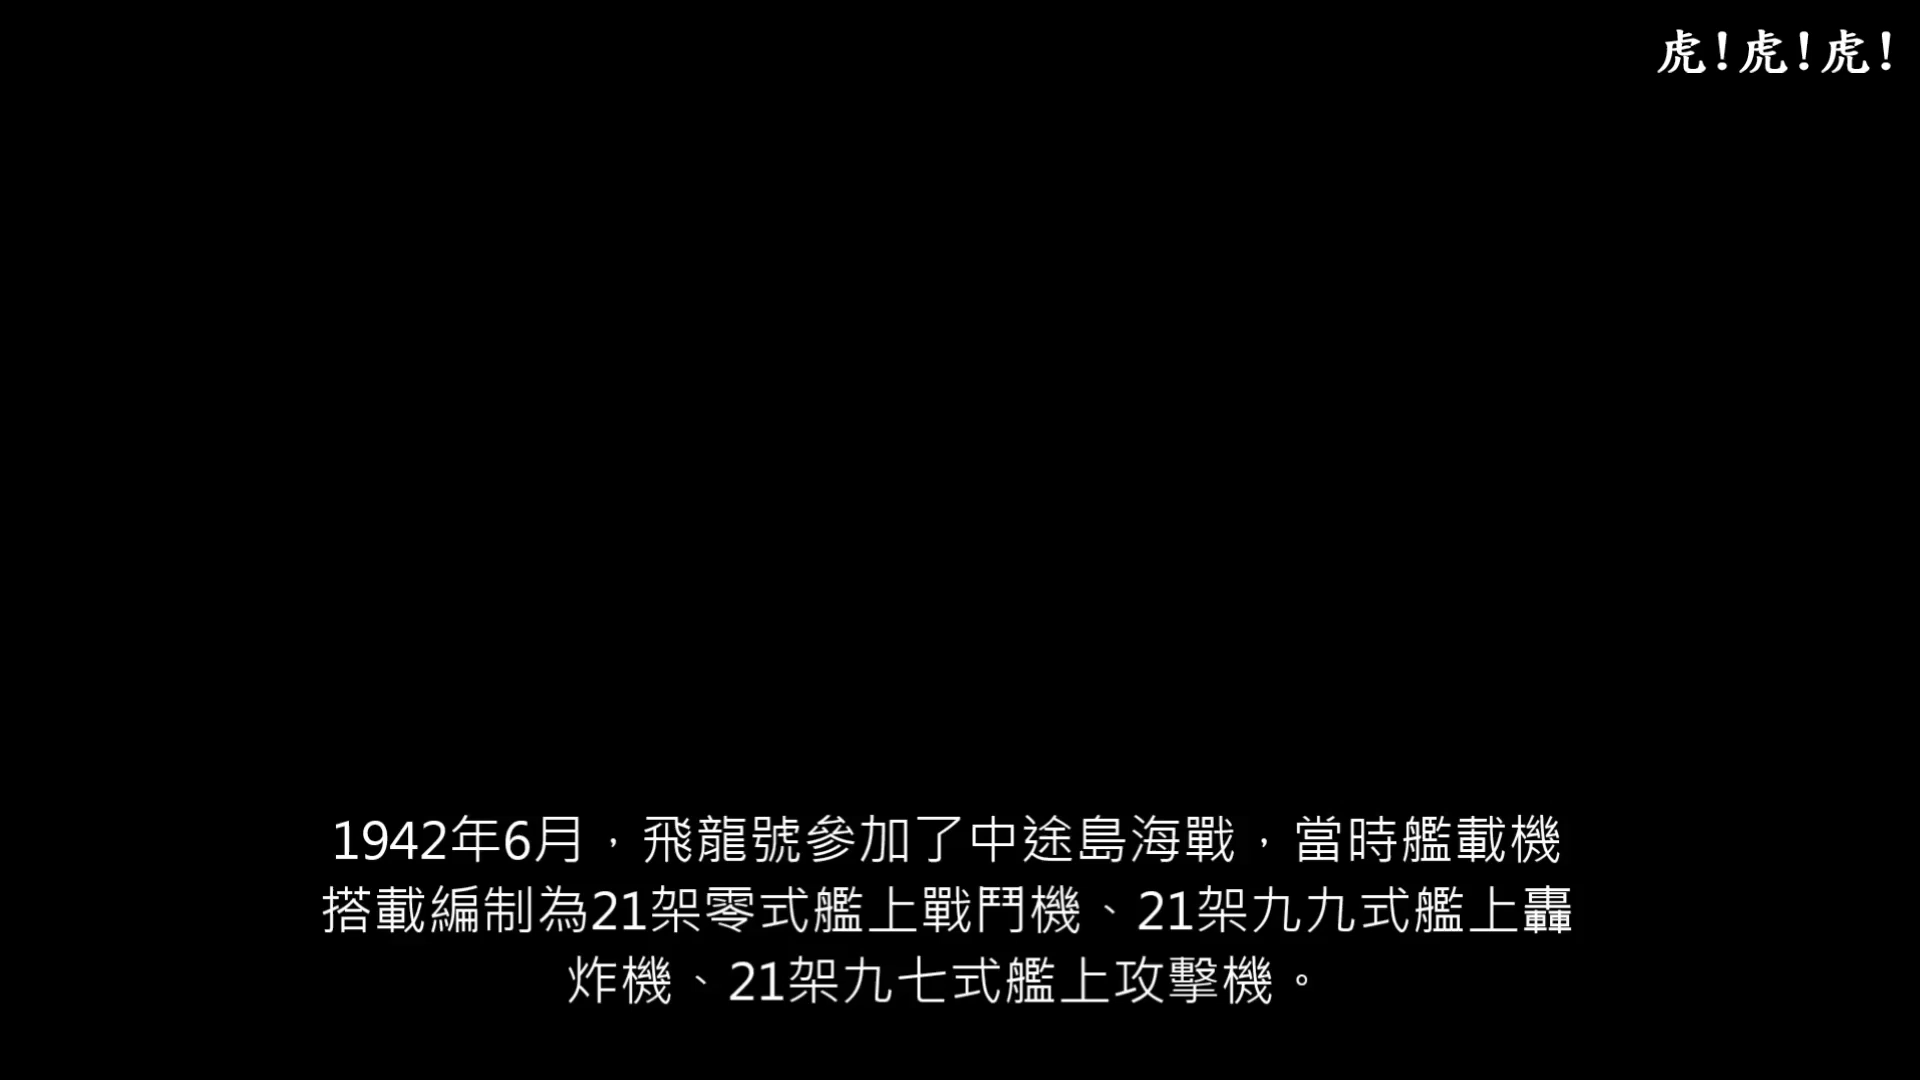 虎!虎!虎!
1942年6月，飛龍號參加了中途島海戰，當時艦載機
搭載編制為21架零式艦上戰鬥機、21架九九式艦上轟
炸機、21架九七式艦上攻擊機。